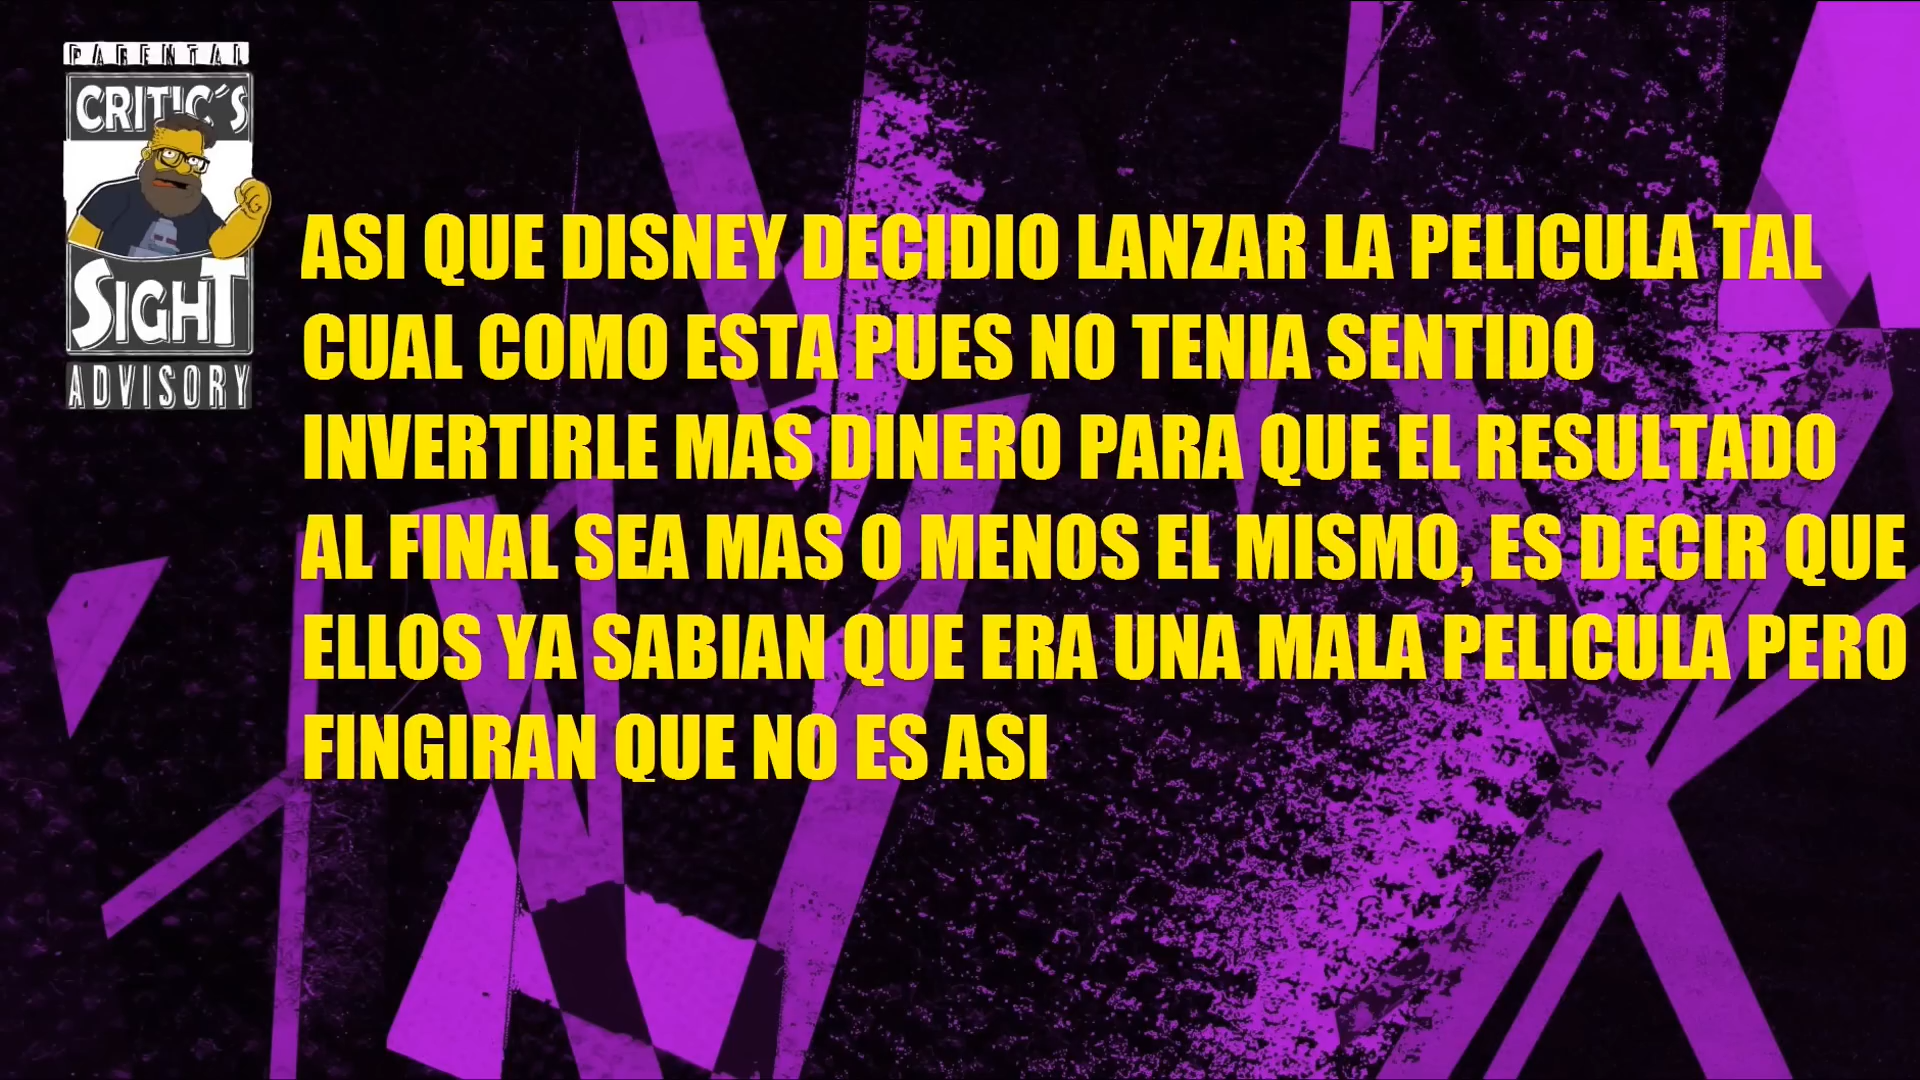 PARENTAL
CRITIC´S
SIGHT
ADVISORY
ASI QUE DISNEY DECIDIO LANZAR LA PELICULA TAL
CUAL COMO ESTA PUES NO TENIA SENTIDO
INVERTIRLE MAS DINERO PARA QUE EL RESULTADO
AL FINAL SEA MAS O MENOS EL MISMO, ES DECIR QUE
ELLOS YA SABIAN QUE ERA UNA MALA PELICULA PERO
FINGIRAN QUE NO ES ASI